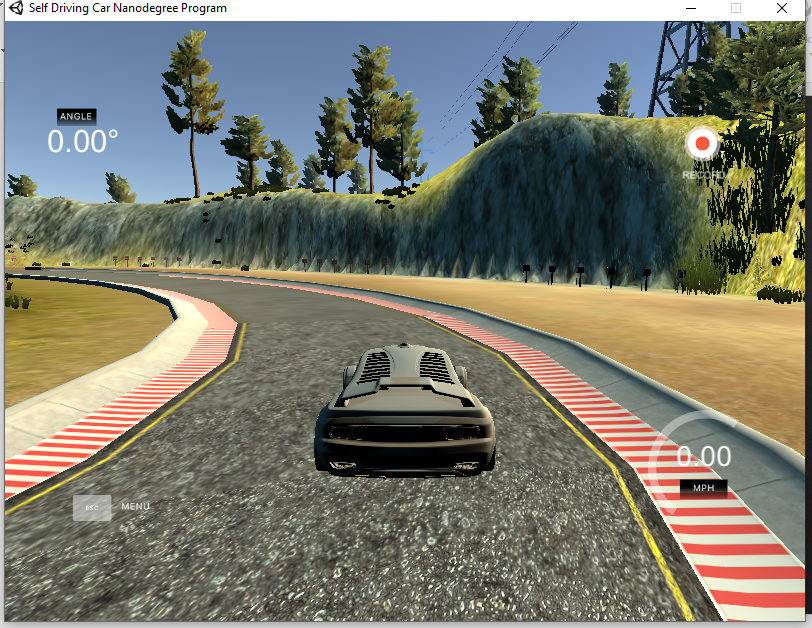 Self Driving Car Nanodegree Program
ANGLE
0.00°
RECORD
0.00
MPH
ESC
MENU